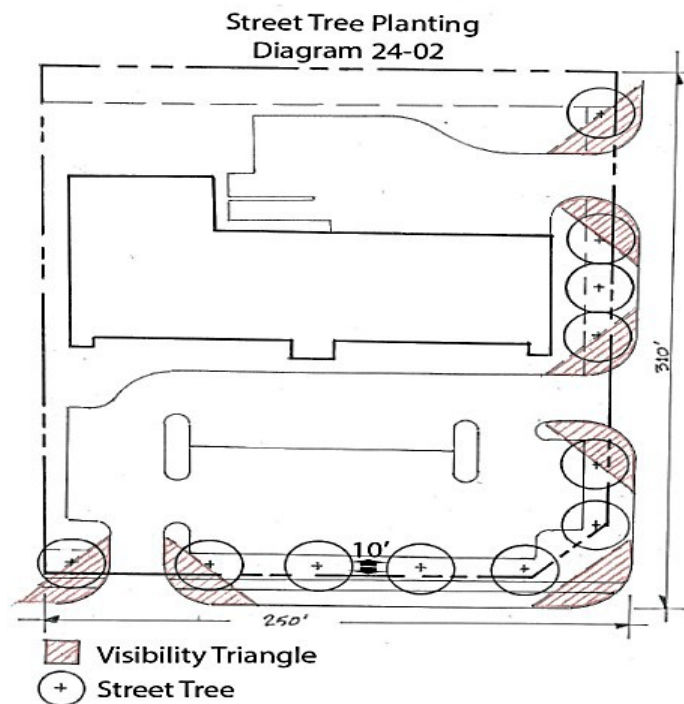 Street Tree Planting
Diagram 24-02
310'
10'
250'
Visibility Triangle
Street Tree